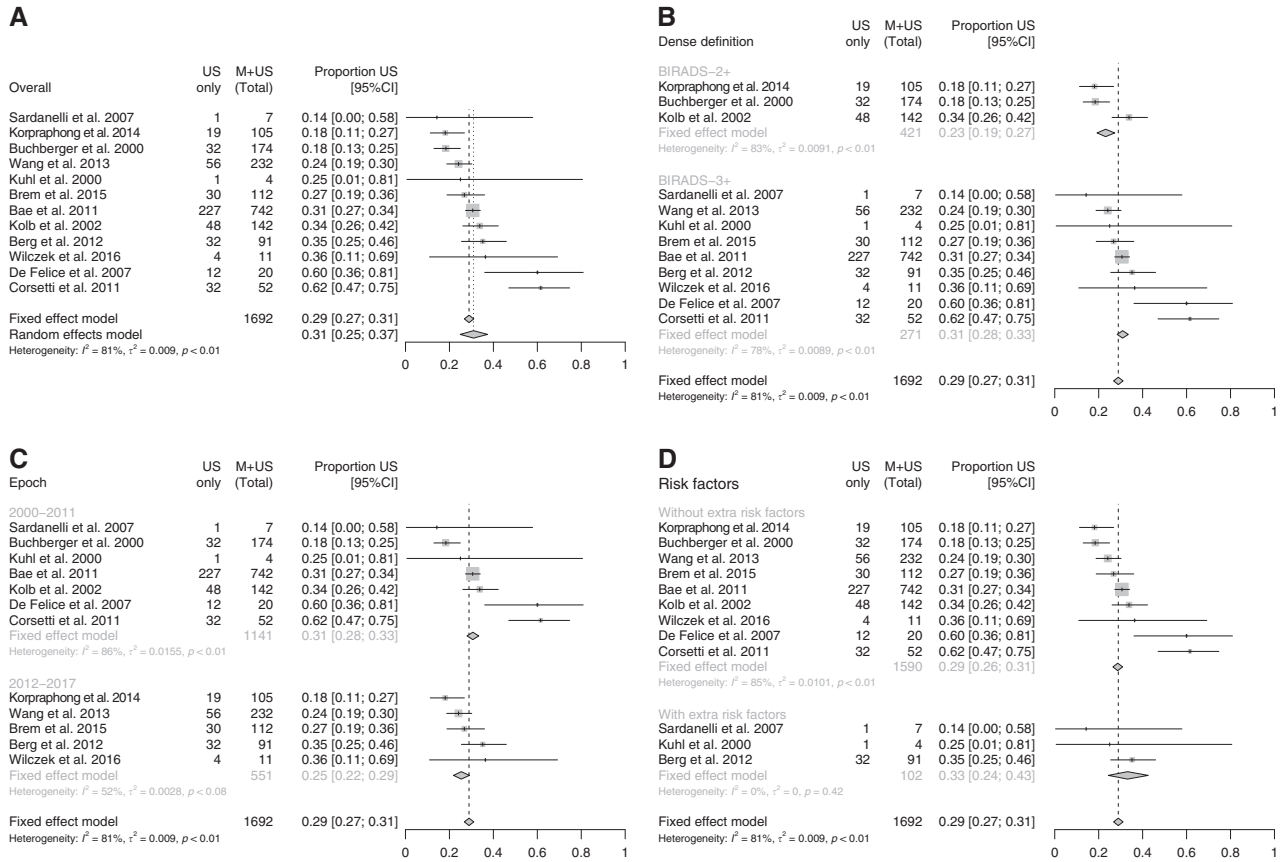 A
US M+US Proportion US
Overall only (Total) [95%CI]
Sardanelli et al. 2007 1 7 0.14 [0.00; 0.58]
Korpraphong et al. 2014 19 105 0.18 [0.11; 0.27]
Buchberger et al. 2000 32 174 0.18 [0.13; 0.25]
Wang et al. 2013 56 232 0.24 [0.19; 0.30]
Kuhl et al. 2000 1 4 0.25 [0.01; 0.81]
Brem et al. 2015 30 112 0.27 [0.19; 0.36]
Bae et al. 2011 227 742 0.31 [0.27; 0.34]
Kolb et al. 2002 48 142 0.34 [0.26; 0.42]
Berg et al. 2012 32 91 0.35 [0.25; 0.46]
Wilczek et al. 2016 4 11 0.36 [0.11; 0.69]
De Felice et al. 2007 12 20 0.60 [0.36; 0.81]
Corsetti et al. 2011 32 52 0.62 [0.47; 0.75]
Fixed effect model 1692 0.29 [0.27; 0.31]
Random effects model 0.31 [0.25; 0.37]
Heterogeneity: I² = 81%, τ² = 0.009, p < 0.01
0 0.2 0.4 0.6 0.8 1
B
US M+US Proportion US
Dense definition only (Total) [95%CI]
BIRADS−2+
Korpraphong et al. 2014 19 105 0.18 [0.11; 0.27]
Buchberger et al. 2000 32 174 0.18 [0.13; 0.25]
Kolb et al. 2002 48 142 0.34 [0.26; 0.42]
Fixed effect model 421 0.23 [0.19; 0.27]
Heterogeneity: I² = 83%, τ² = 0.0091, p < 0.01
BIRADS−3+
Sardanelli et al. 2007 1 7 0.14 [0.00; 0.58]
Wang et al. 2013 56 232 0.24 [0.19; 0.30]
Kuhl et al. 2000 1 4 0.25 [0.01; 0.81]
Brem et al. 2015 30 112 0.27 [0.19; 0.36]
Bae et al. 2011 227 742 0.31 [0.27; 0.34]
Berg et al. 2012 32 91 0.35 [0.25; 0.46]
Wilczek et al. 2016 4 11 0.36 [0.11; 0.69]
De Felice et al. 2007 12 20 0.60 [0.36; 0.81]
Corsetti et al. 2011 32 52 0.62 [0.47; 0.75]
Fixed effect model 271 0.31 [0.28; 0.33]
Heterogeneity: I² = 78%, τ² = 0.0089, p < 0.01
Fixed effect model 1692 0.29 [0.27; 0.31]
Heterogeneity: I² = 81%, τ² = 0.009, p < 0.01
0 0.2 0.4 0.6 0.8 1
C
US M+US Proportion US
Epoch only (Total) [95%CI]
2000−2011
Sardanelli et al. 2007 1 7 0.14 [0.00; 0.58]
Buchberger et al. 2000 32 174 0.18 [0.13; 0.25]
Kuhl et al. 2000 1 4 0.25 [0.01; 0.81]
Bae et al. 2011 227 742 0.31 [0.27; 0.34]
Kolb et al. 2002 48 142 0.34 [0.26; 0.42]
De Felice et al. 2007 12 20 0.60 [0.36; 0.81]
Corsetti et al. 2011 32 52 0.62 [0.47; 0.75]
Fixed effect model 1141 0.31 [0.28; 0.33]
Heterogeneity: I² = 86%, τ² = 0.0155, p < 0.01
2012−2017
Korpraphong et al. 2014 19 105 0.18 [0.11; 0.27]
Wang et al. 2013 56 232 0.24 [0.19; 0.30]
Brem et al. 2015 30 112 0.27 [0.19; 0.36]
Berg et al. 2012 32 91 0.35 [0.25; 0.46]
Wilczek et al. 2016 4 11 0.36 [0.11; 0.69]
Fixed effect model 551 0.25 [0.22; 0.29]
Heterogeneity: I² = 52%, τ² = 0.0028, p < 0.08
Fixed effect model 1692 0.29 [0.27; 0.31]
Heterogeneity: I² = 81%, τ² = 0.009, p < 0.01
0 0.2 0.4 0.6 0.8 1
D
US M+US Proportion US
Risk factors only (Total) [95%CI]
Without extra risk factors
Korpraphong et al. 2014 19 105 0.18 [0.11; 0.27]
Buchberger et al. 2000 32 174 0.18 [0.13; 0.25]
Wang et al. 2013 56 232 0.24 [0.19; 0.30]
Brem et al. 2015 30 112 0.27 [0.19; 0.36]
Bae et al. 2011 227 742 0.31 [0.27; 0.34]
Kolb et al. 2002 48 142 0.34 [0.26; 0.42]
Wilczek et al. 2016 4 11 0.36 [0.11; 0.69]
De Felice et al. 2007 12 20 0.60 [0.36; 0.81]
Corsetti et al. 2011 32 52 0.62 [0.47; 0.75]
Fixed effect model 1590 0.29 [0.26; 0.31]
Heterogeneity: I² = 85%, τ² = 0.0101, p < 0.01
With extra risk factors
Sardanelli et al. 2007 1 7 0.14 [0.00; 0.58]
Kuhl et al. 2000 1 4 0.25 [0.01; 0.81]
Berg et al. 2012 32 91 0.35 [0.25; 0.46]
Fixed effect model 102 0.33 [0.24; 0.43]
Heterogeneity: I² = 0%, τ² = 0, p = 0.42
Fixed effect model 1692 0.29 [0.27; 0.31]
Heterogeneity: I² = 81%, τ² = 0.009, p < 0.01
0 0.2 0.4 0.6 0.8 1